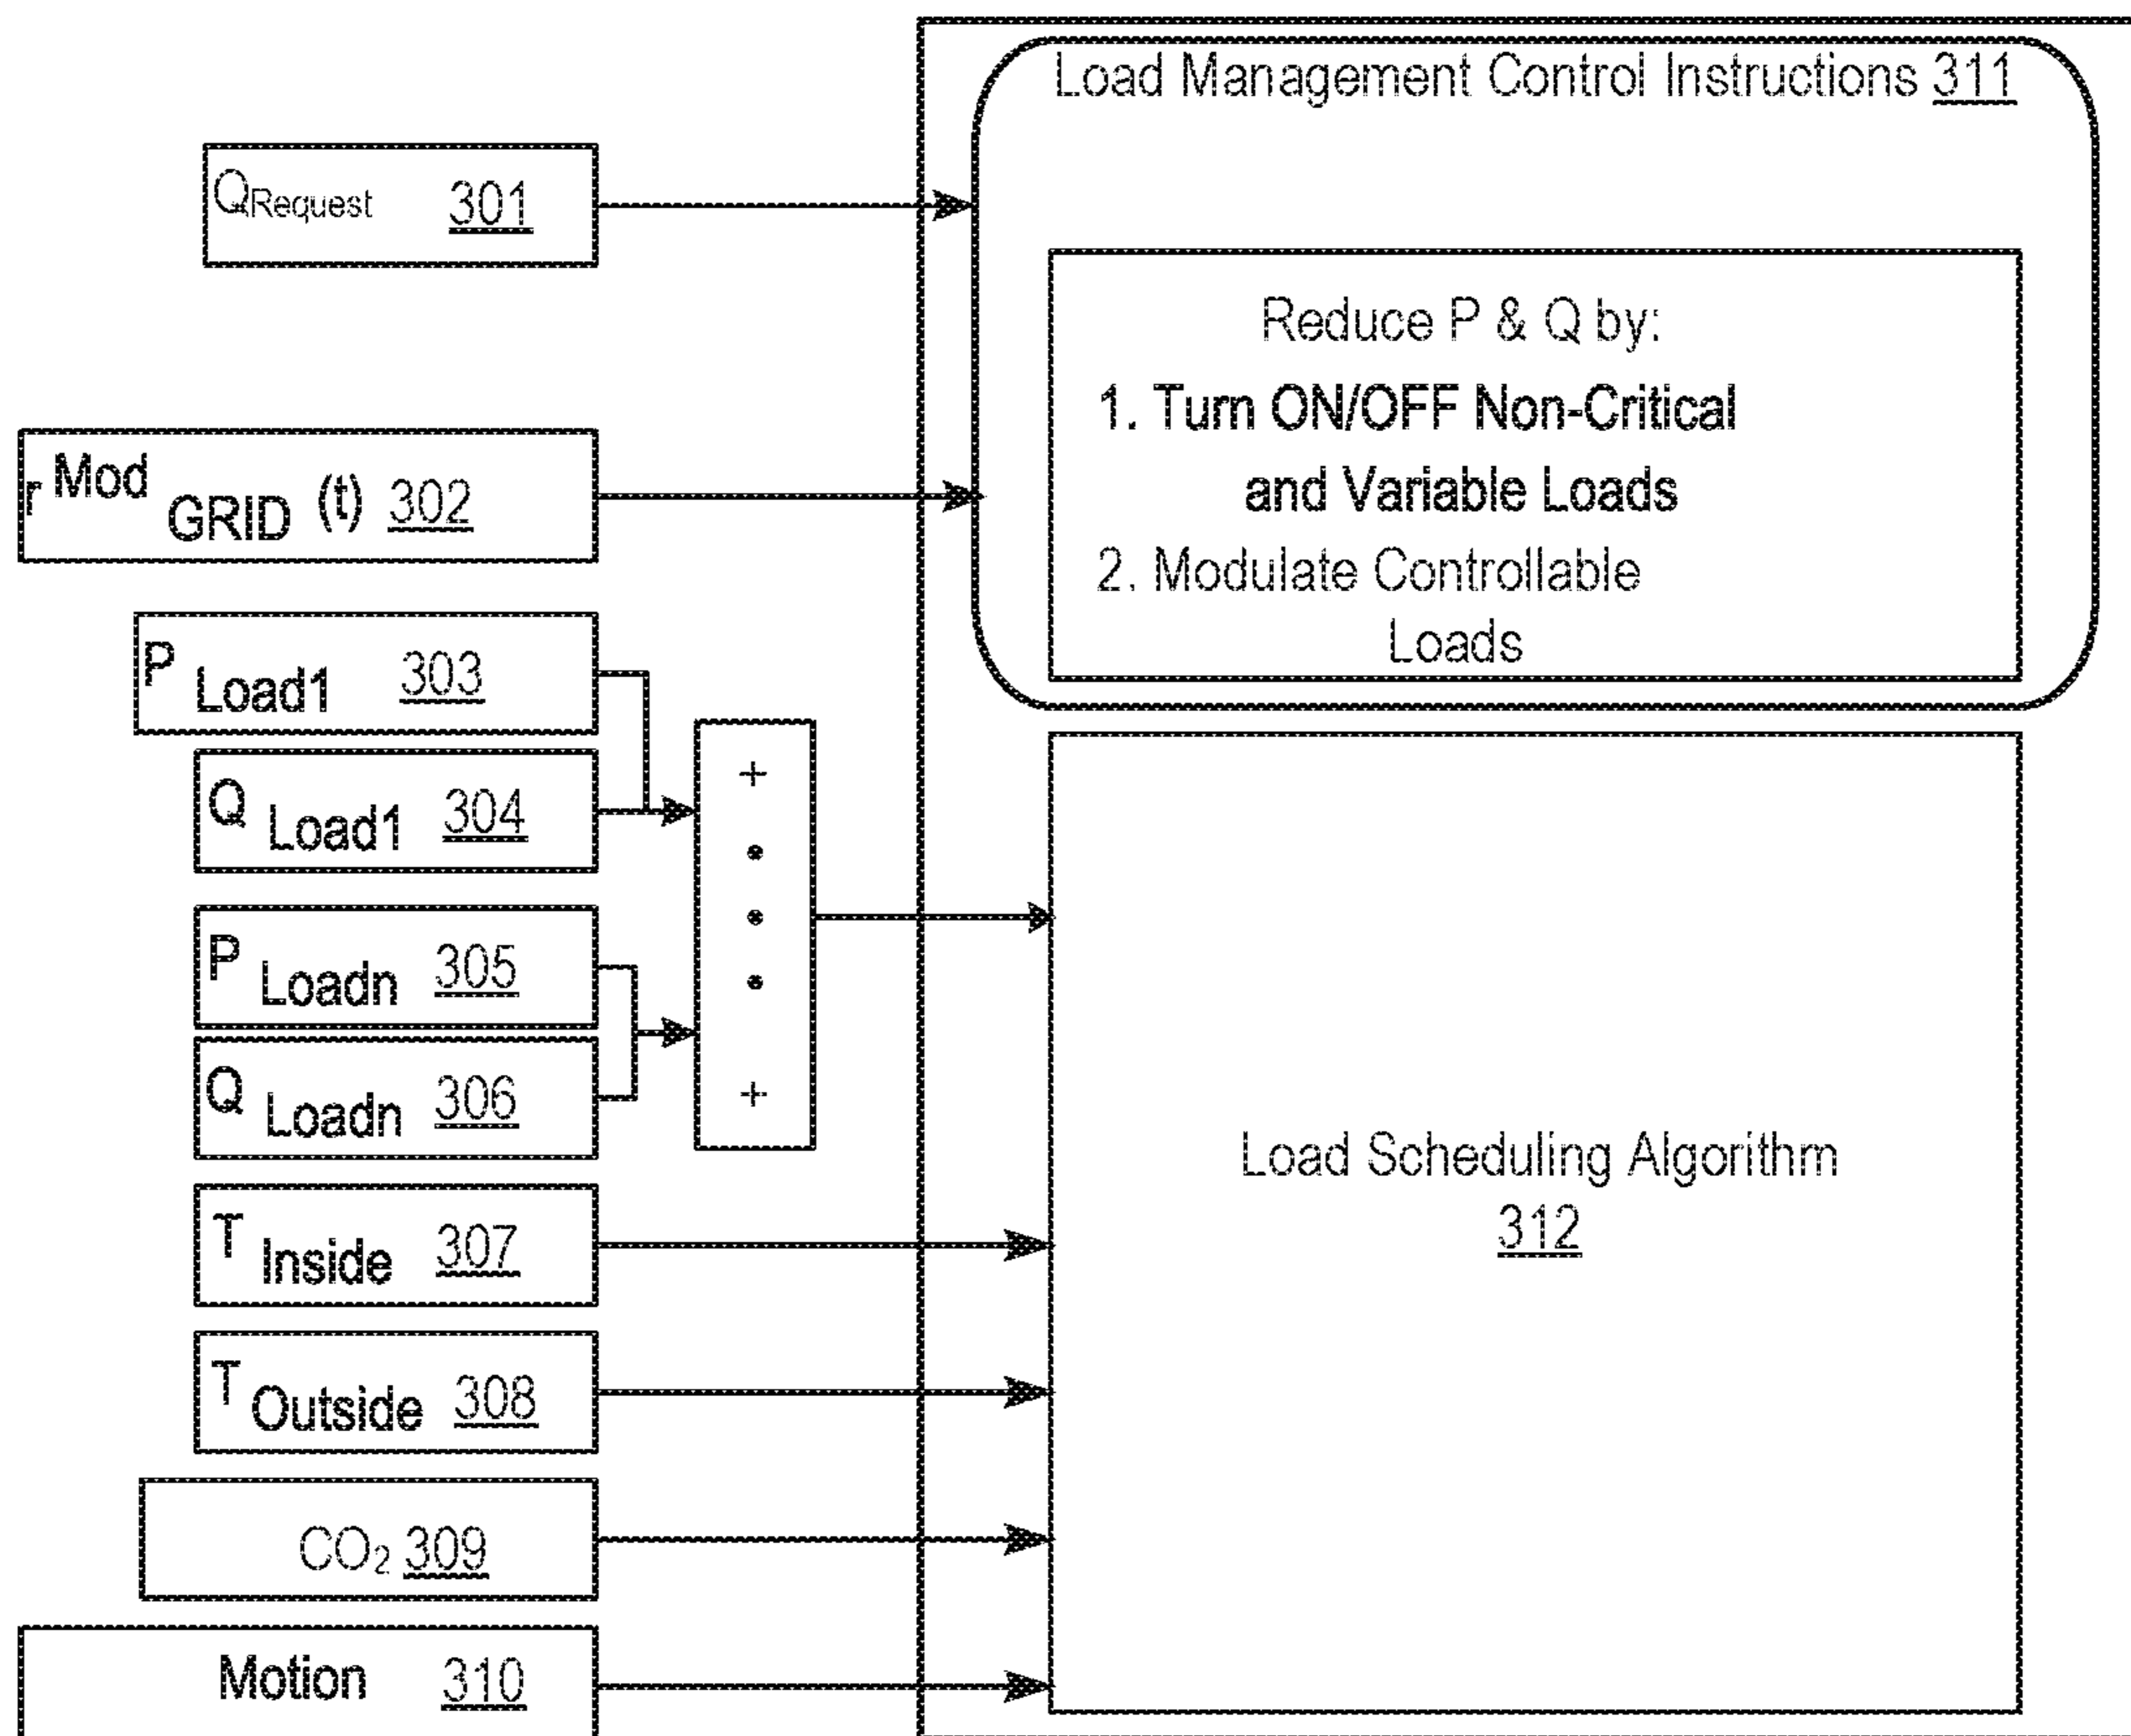 Load Management Control Instructions 311
QRequest 301
Reduce P & Q by:
1. Turn ON/OFF Non-Critical
and Variable Loads
2. Modulate Controllable
Loads
r Mod GRID (t) 302
P Load1 303
Q Load1 304
P Loadn 305
Q Loadn 306
+
•
•
•
+
T Inside 307
T Outside 308
CO₂ 309
Motion 310
Load Scheduling Algorithm
312